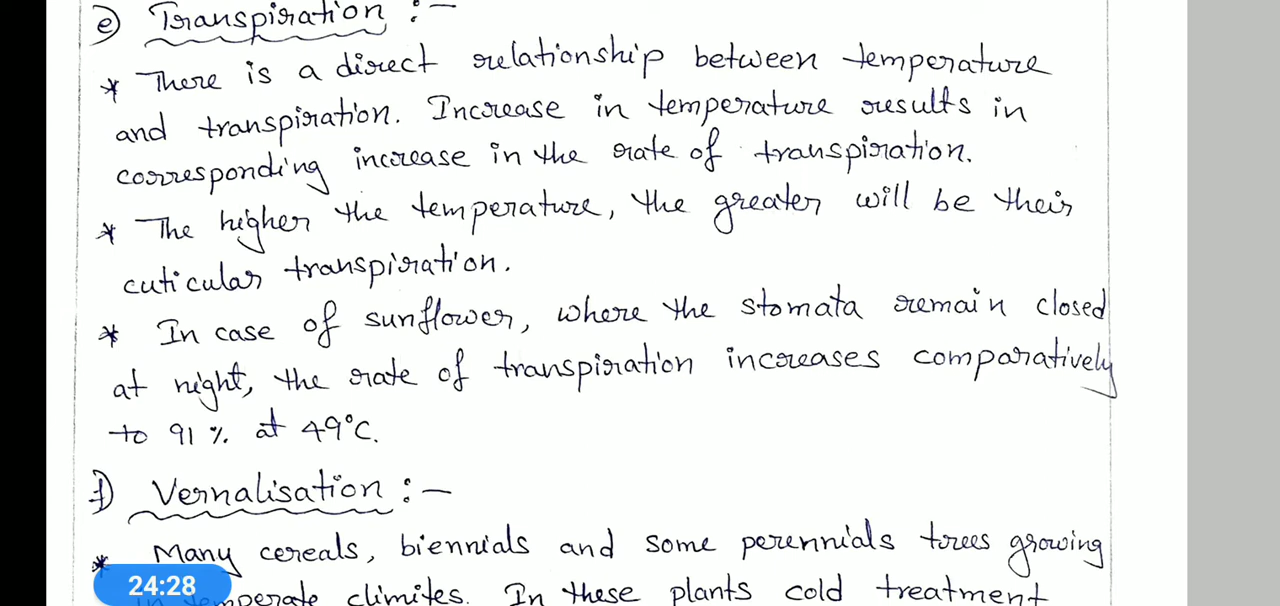 e) Transpiration :-
* There is a direct relationship between temperature
and transpiration. Increase in temperature results in
corresponding increase in the rate of transpiration.
* The higher the temperature, the greater will be their
cuticular transpiration.
* In case of sunflower, where the stomata remain closed
at night, the rate of transpiration increases comparatively
to 91 % at 49°C.
f) Vernalisation :-
* Many cereals, biennials and some perennials trees growing
in temperate climites. In these plants cold treatment
24:28